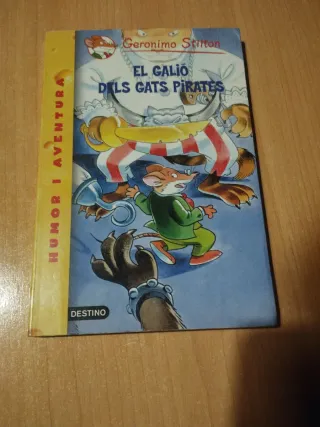 Geronimo Stilton
EL GALIÓ
DELS GATS PIRATES
HUMOR I AVENTURA
DESTINO